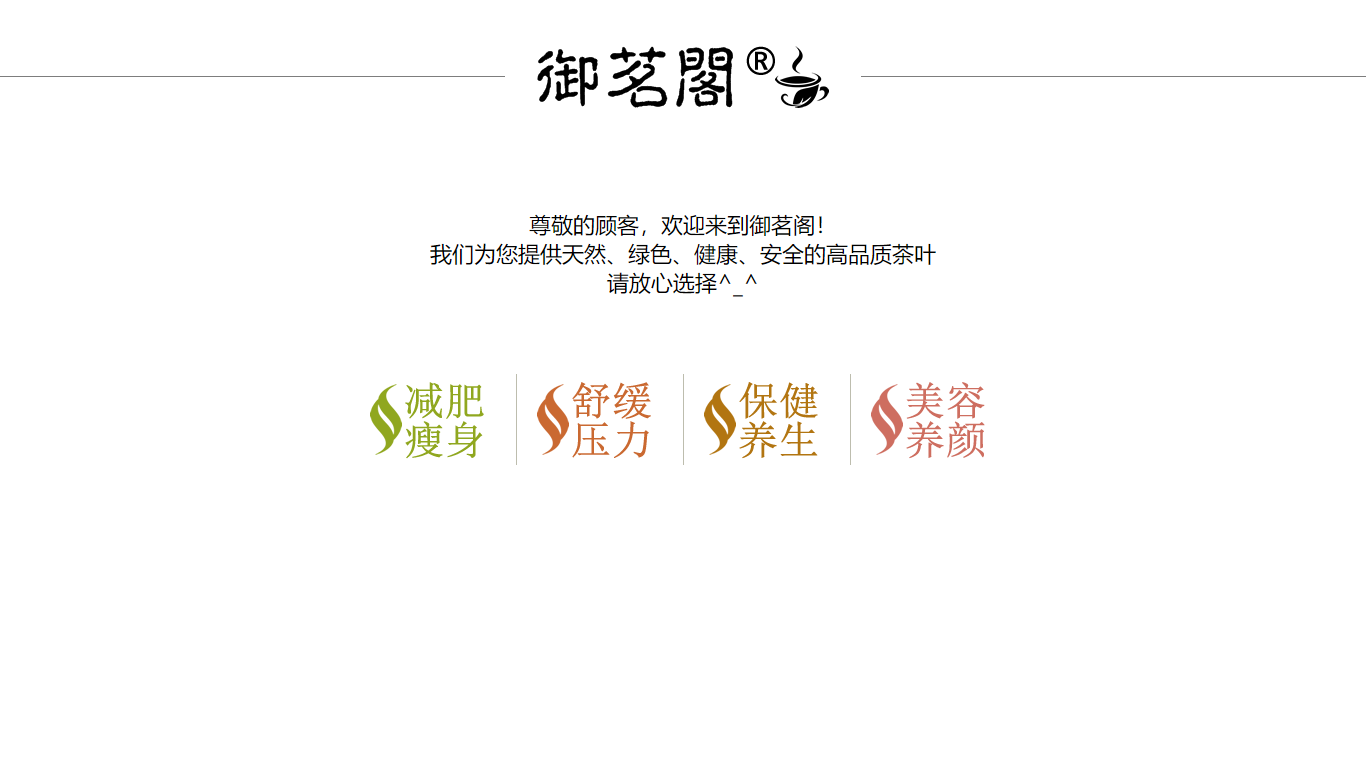 御茗閣®
尊敬的顾客，欢迎来到御茗阁！
我们为您提供天然、绿色、健康、安全的高品质茶叶
请放心选择^_^
减肥
瘦身
舒缓
压力
保健
养生
美容
养颜